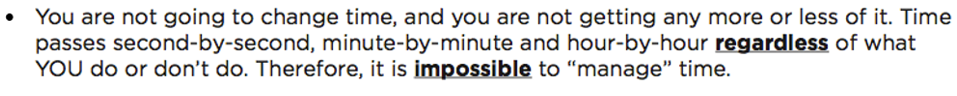 • You are not going to change time, and you are not getting any more or less of it. Time
passes second-by-second, minute-by-minute and hour-by-hour regardless of what
YOU do or don’t do. Therefore, it is impossible to “manage” time.